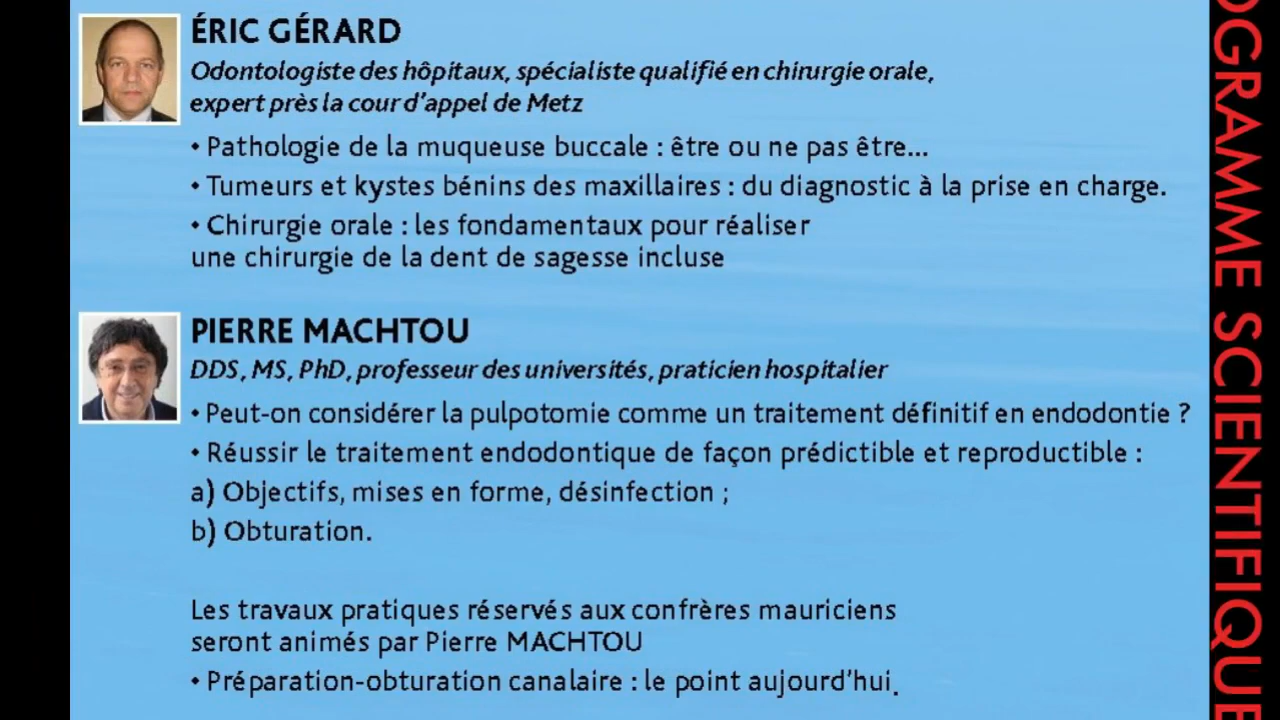 ÉRIC GÉRARD
Odontologiste des hôpitaux, spécialiste qualifié en chirurgie orale,
expert près la cour d'appel de Metz
• Pathologie de la muqueuse buccale : être ou ne pas être...
• Tumeurs et kystes bénins des maxillaires : du diagnostic à la prise en charge.
• Chirurgie orale : les fondamentaux pour réaliser
une chirurgie de la dent de sagesse incluse
PIERRE MACHTOU
DDS, MS, PhD, professeur des universités, praticien hospitalier
• Peut-on considérer la pulpotomie comme un traitement définitif en endodontie ?
• Réussir le traitement endodontique de façon prédictible et reproductible :
a) Objectifs, mises en forme, désinfection ;
b) Obturation.
Les travaux pratiques réservés aux confrères mauriciens
seront animés par Pierre MACHTOU
• Préparation-obturation canalaire : le point aujourd'hui.
OGRAMME SCIENTIFIQUE